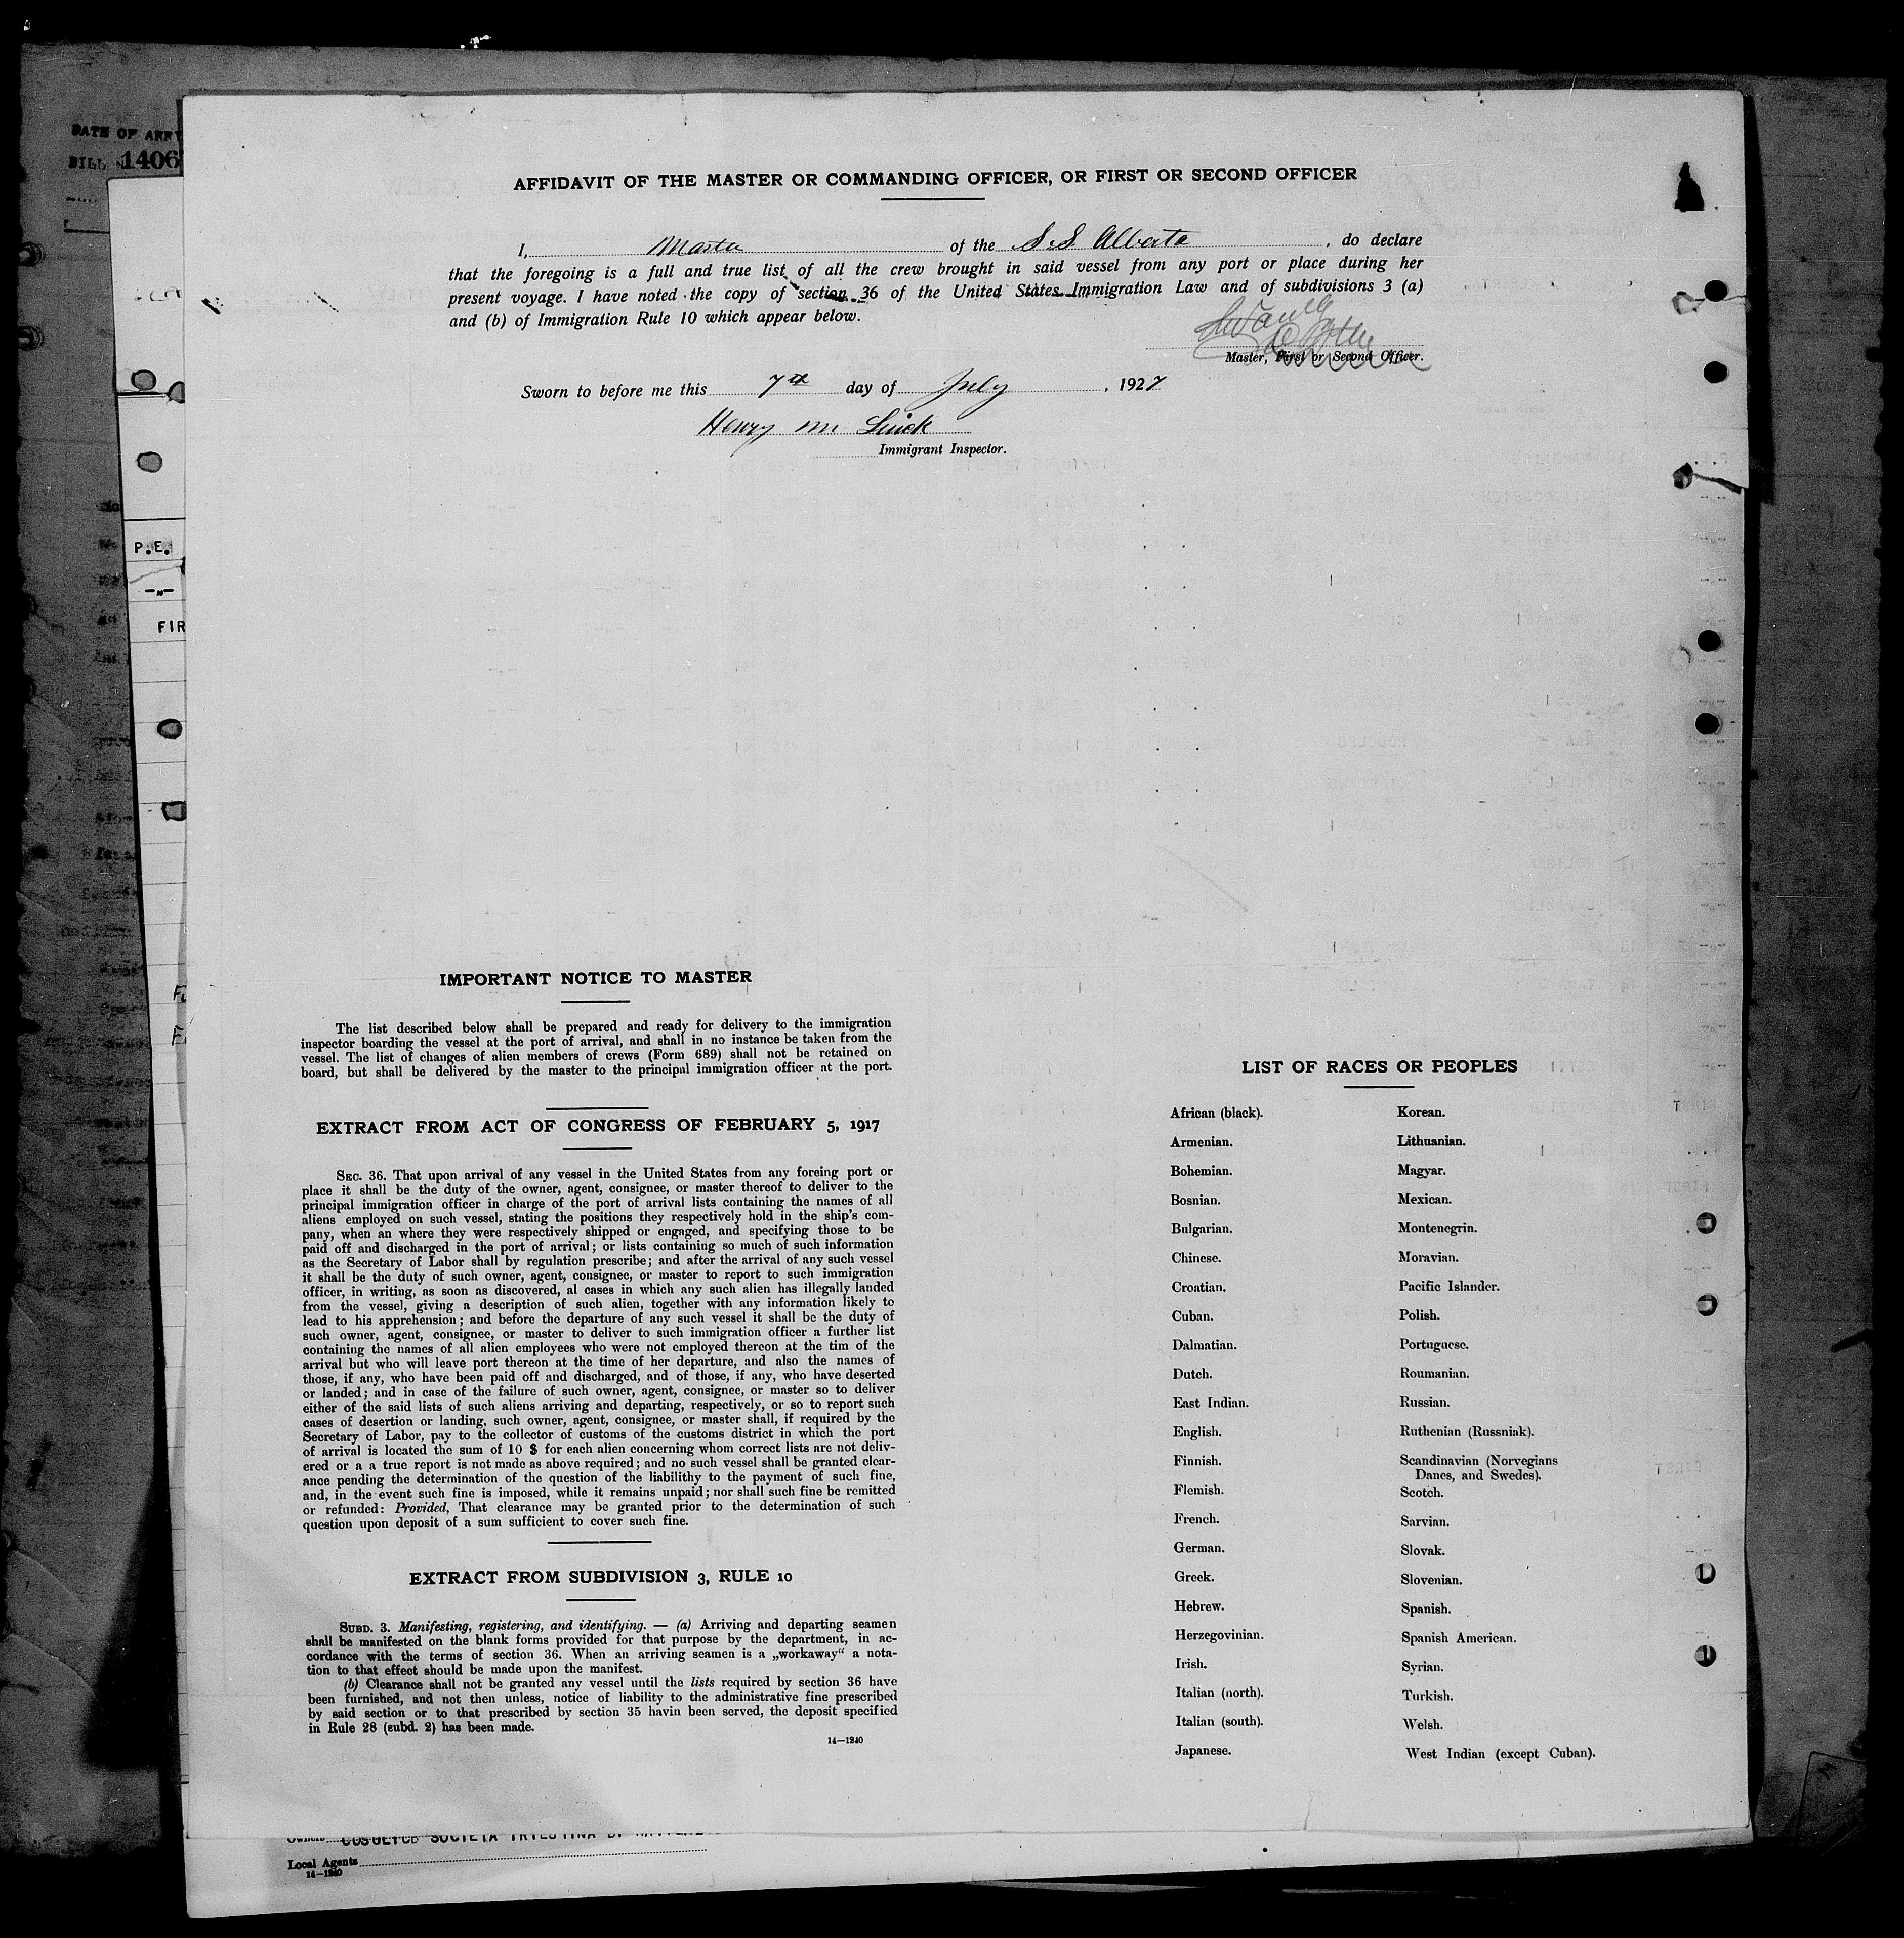 DATE OF ARR
BILL 1406
P.E.
—„—
FIR
AFFIDAVIT OF THE MASTER OR COMMANDING OFFICER, OR FIRST OR SECOND OFFICER
I, Master of the S.S Alberta, do declare
that the foregoing is a full and true list of all the crew brought in said vessel from any port or place during her
present voyage. I have noted the copy of section 36 of the United States Immigration Law and of subdivisions 3 (a)
and (b) of Immigration Rule 10 which appear below.
Master, First or Second Officer.
Sworn to before me this 7th day of July, 1927
Henry M
Immigrant Inspector.
IMPORTANT NOTICE TO MASTER
The list described below shall be prepared and ready for delivery to the immigration
inspector boarding the vessel at the port of arrival, and shall in no instance be taken from the
vessel. The list of changes of alien members of crews (Form 689) shall not be retained on
board, but shall be delivered by the master to the principal immigration officer at the port.
EXTRACT FROM ACT OF CONGRESS OF FEBRUARY 5, 1917
SEC. 36. That upon arrival of any vessel in the United States from any foreing port or
place it shall be the duty of the owner, agent, consignee, or master thereof to deliver to the
principal immigration officer in charge of the port of arrival lists containing the names of all
aliens employed on such vessel, stating the positions they respectively hold in the ship's com-
pany, when an where they were respectively shipped or engaged, and specifying those to be
paid off and discharged in the port of arrival; or lists containing so much of such information
as the Secretary of Labor shall by regulation prescribe; and after the arrival of any such vessel
it shall be the duty of such owner, agent, consignee, or master to report to such immigration
officer, in writing, as soon as discovered, al cases in which any such alien has illegally landed
from the vessel, giving a description of such alien, together with any information likely to
lead to his apprehension; and before the departure of any such vessel it shall be the duty of
such owner, agent, consignee, or master to deliver to such immigration officer a further list
containing the names of all alien employees who were not employed thereon at the tim of the
arrival but who will leave port thereon at the time of her departure, and also the names of
those, if any, who have been paid off and discharged, and of those, if any, who have deserted
or landed; and in case of the failure of such owner, agent, consignee, or master so to deliver
either of the said lists of such aliens arriving and departing, respectively, or so to report such
cases of desertion or landing, such owner, agent, consignee, or master shall, if required by the
Secretary of Labor, pay to the collector of customs of the customs district in which the port
of arrival is located the sum of 10 $ for each alien concerning whom correct lists are not deliv-
ered or a a true report is not made as above required; and no such vessel shall be granted clear-
ance pending the determination of the question of the liabilithy to the payment of such fine,
and, in the event such fine is imposed, while it remains unpaid; nor shall such fine be remitted
or refunded: Provided, That clearance may be granted prior to the determination of such
question upon deposit of a sum sufficient to cover such fine.
EXTRACT FROM SUBDIVISION 3, RULE 10
SUBD. 3. Manifesting, registering, and identifying. — (a) Arriving and departing seamen
shall be manifested on the blank forms provided for that purpose by the department, in ac-
cordance with the terms of section 36. When an arriving seamen is a „workaway“ a nota-
tion to that effect should be made upon the manifest.
(b) Clearance shall not be granted any vessel until the lists required by section 36 have
been furnished, and not then unless, notice of liability to the administrative fine prescribed
by said section or to that prescribed by section 35 havin been served, the deposit specified
in Rule 28 (subd. 2) has been made.
14—1240
LIST OF RACES OR PEOPLES
African (black).
Armenian.
Bohemian.
Bosnian.
Bulgarian.
Chinese.
Croatian.
Cuban.
Dalmatian.
Dutch.
East Indian.
English.
Finnish.
Flemish.
French.
German.
Greek.
Hebrew.
Herzegovinian.
Irish.
Italian (north).
Italian (south).
Japanese.
Korean.
Lithuanian.
Magyar.
Mexican.
Montenegrin.
Moravian.
Pacific Islander.
Polish.
Portuguese.
Roumanian.
Russian.
Ruthenian (Russniak).
Scandinavian (Norvegians
Danes, and Swedes).
Scotch.
Sarvian.
Slovak.
Slovenian.
Spanish.
Spanish American.
Syrian.
Turkish.
Welsh.
West Indian (except Cuban).
Owners COSULICH SOCIETA TRIESTINA DI
Local Agents
14—1240